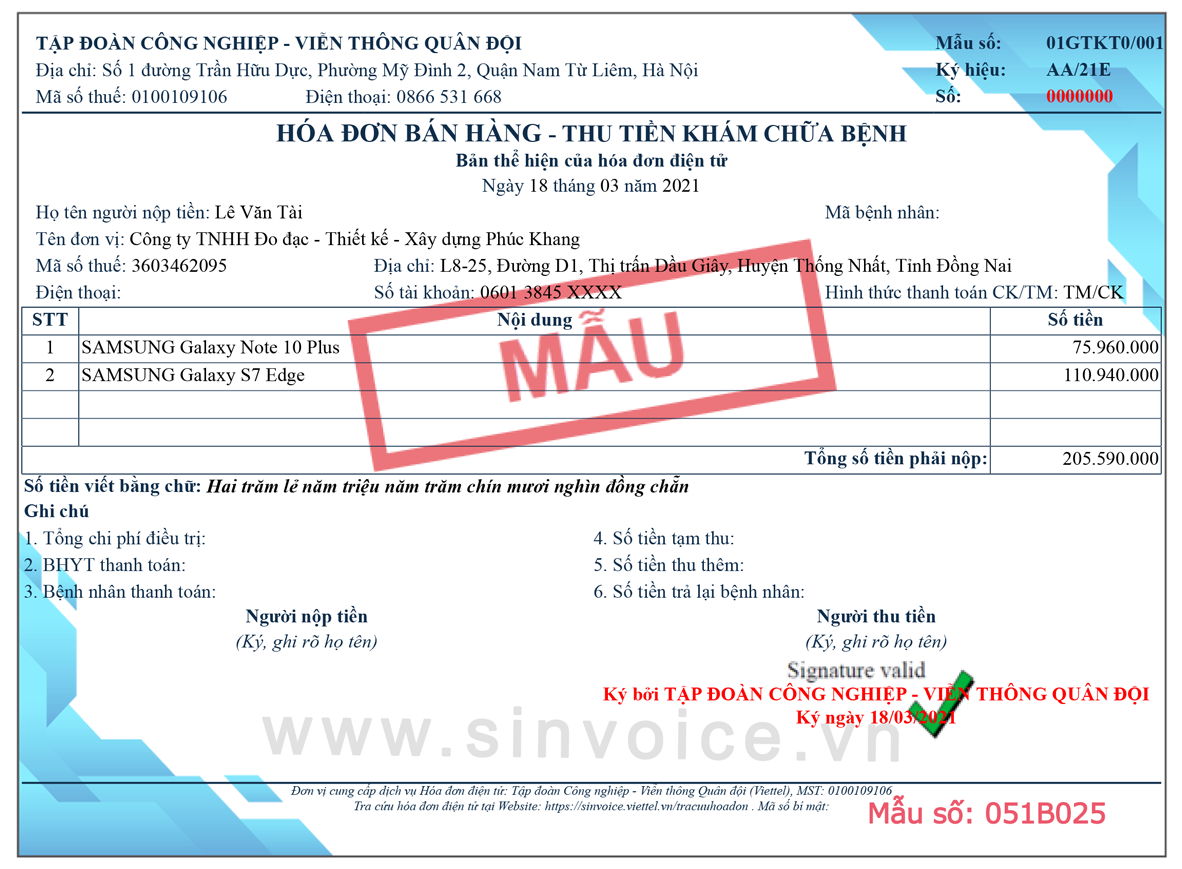 TẬP ĐOÀN CÔNG NGHIỆP - VIỄN THÔNG QUÂN ĐỘI
Mẫu số: 01GTKT0/001
Địa chỉ: Số 1 đường Trần Hữu Dực, Phường Mỹ Đình 2, Quận Nam Từ Liêm, Hà Nội
Ký hiệu: AA/21E
Mã số thuế: 0100109106 Điện thoại: 0866 531 668
Số: 0000000
HÓA ĐƠN BÁN HÀNG - THU TIỀN KHÁM CHỮA BỆNH
Bản thể hiện của hóa đơn điện tử
Ngày 18 tháng 03 năm 2021
Họ tên người nộp tiền: Lê Văn Tài Mã bệnh nhân:
Tên đơn vị: Công ty TNHH Đo đạc - Thiết kế - Xây dựng Phúc Khang
Mã số thuế: 3603462095 Địa chỉ: L8-25, Đường D1, Thị trấn Dầu Giây, Huyện Thống Nhất, Tỉnh Đồng Nai
Điện thoại: Số tài khoản: 0601 3845 XXXX Hình thức thanh toán CK/TM: TM/CK
STT Nội dung Số tiền
1 SAMSUNG Galaxy Note 10 Plus 75.960.000
2 SAMSUNG Galaxy S7 Edge 110.940.000
MẪU
Tổng số tiền phải nộp: 205.590.000
Số tiền viết bằng chữ: Hai trăm lẻ năm triệu năm trăm chín mươi nghìn đồng chẵn
Ghi chú
1. Tổng chi phí điều trị: 4. Số tiền tạm thu:
2. BHYT thanh toán: 5. Số tiền thu thêm:
3. Bệnh nhân thanh toán: 6. Số tiền trả lại bệnh nhân:
Người nộp tiền Người thu tiền
(Ký, ghi rõ họ tên) (Ký, ghi rõ họ tên)
Signature valid
Ký bởi TẬP ĐOÀN CÔNG NGHIỆP - VIỄN THÔNG QUÂN ĐỘI
Ký ngày 18/03/2021
www.sinvoice.vn
Đơn vị cung cấp dịch vụ Hóa đơn điện tử: Tập đoàn Công nghiệp - Viễn thông Quân đội (Viettel), MST: 0100109106
Tra cứu hóa đơn điện tử tại Website: https://sinvoice.viettel.vn/tracuuhoadon . Mã số bí mật:
Mẫu số: 051B025